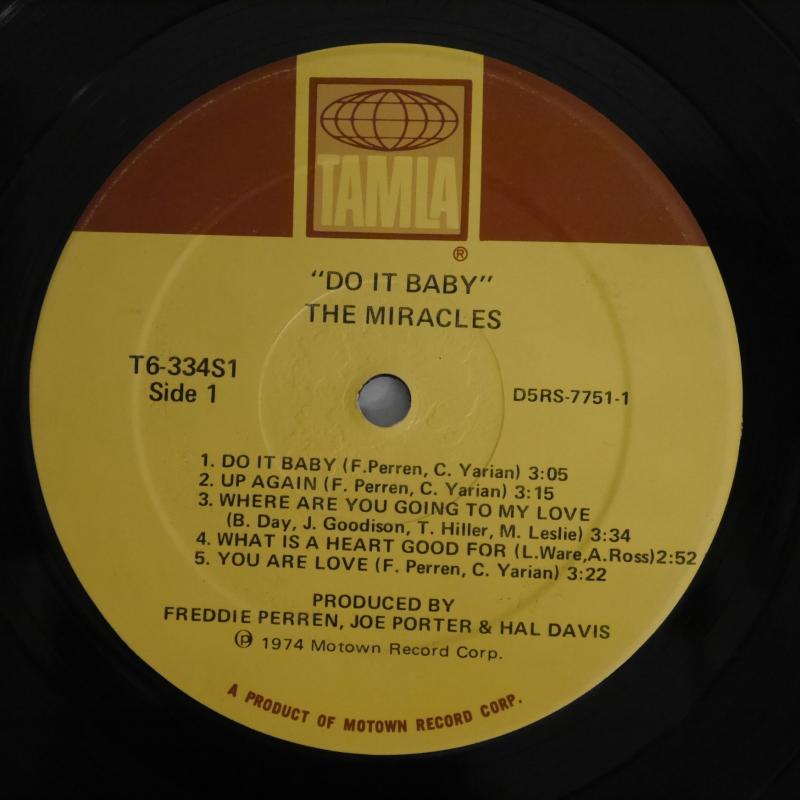 TAMLA
®
"DO IT BABY"
THE MIRACLES
T6-334S1
Side 1
D5RS-7751-1
1. DO IT BABY (F.Perren, C. Yarian) 3:05
2. UP AGAIN (F. Perren, C. Yarian) 3:15
3. WHERE ARE YOU GOING TO MY LOVE
(B. Day, J. Goodison, T. Hiller, M. Leslie) 3:34
4. WHAT IS A HEART GOOD FOR (L.Ware,A.Ross)2:52
5. YOU ARE LOVE (F. Perren, C. Yarian) 3:22
PRODUCED BY
FREDDIE PERREN, JOE PORTER & HAL DAVIS
℗ 1974 Motown Record Corp.
A PRODUCT OF MOTOWN RECORD CORP.